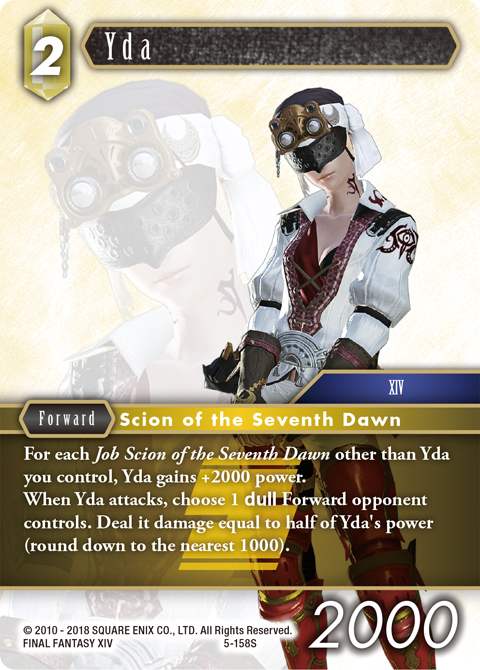 2
Yda
XIV
Forward
Scion of the Seventh Dawn
For each Job Scion of the Seventh Dawn other than Yda
you control, Yda gains +2000 power.
When Yda attacks, choose 1 dull Forward opponent
controls. Deal it damage equal to half of Yda's power
(round down to the nearest 1000).
© 2010 - 2018 SQUARE ENIX CO., LTD. All Rights Reserved.
FINAL FANTASY XIV
5-158S
2000